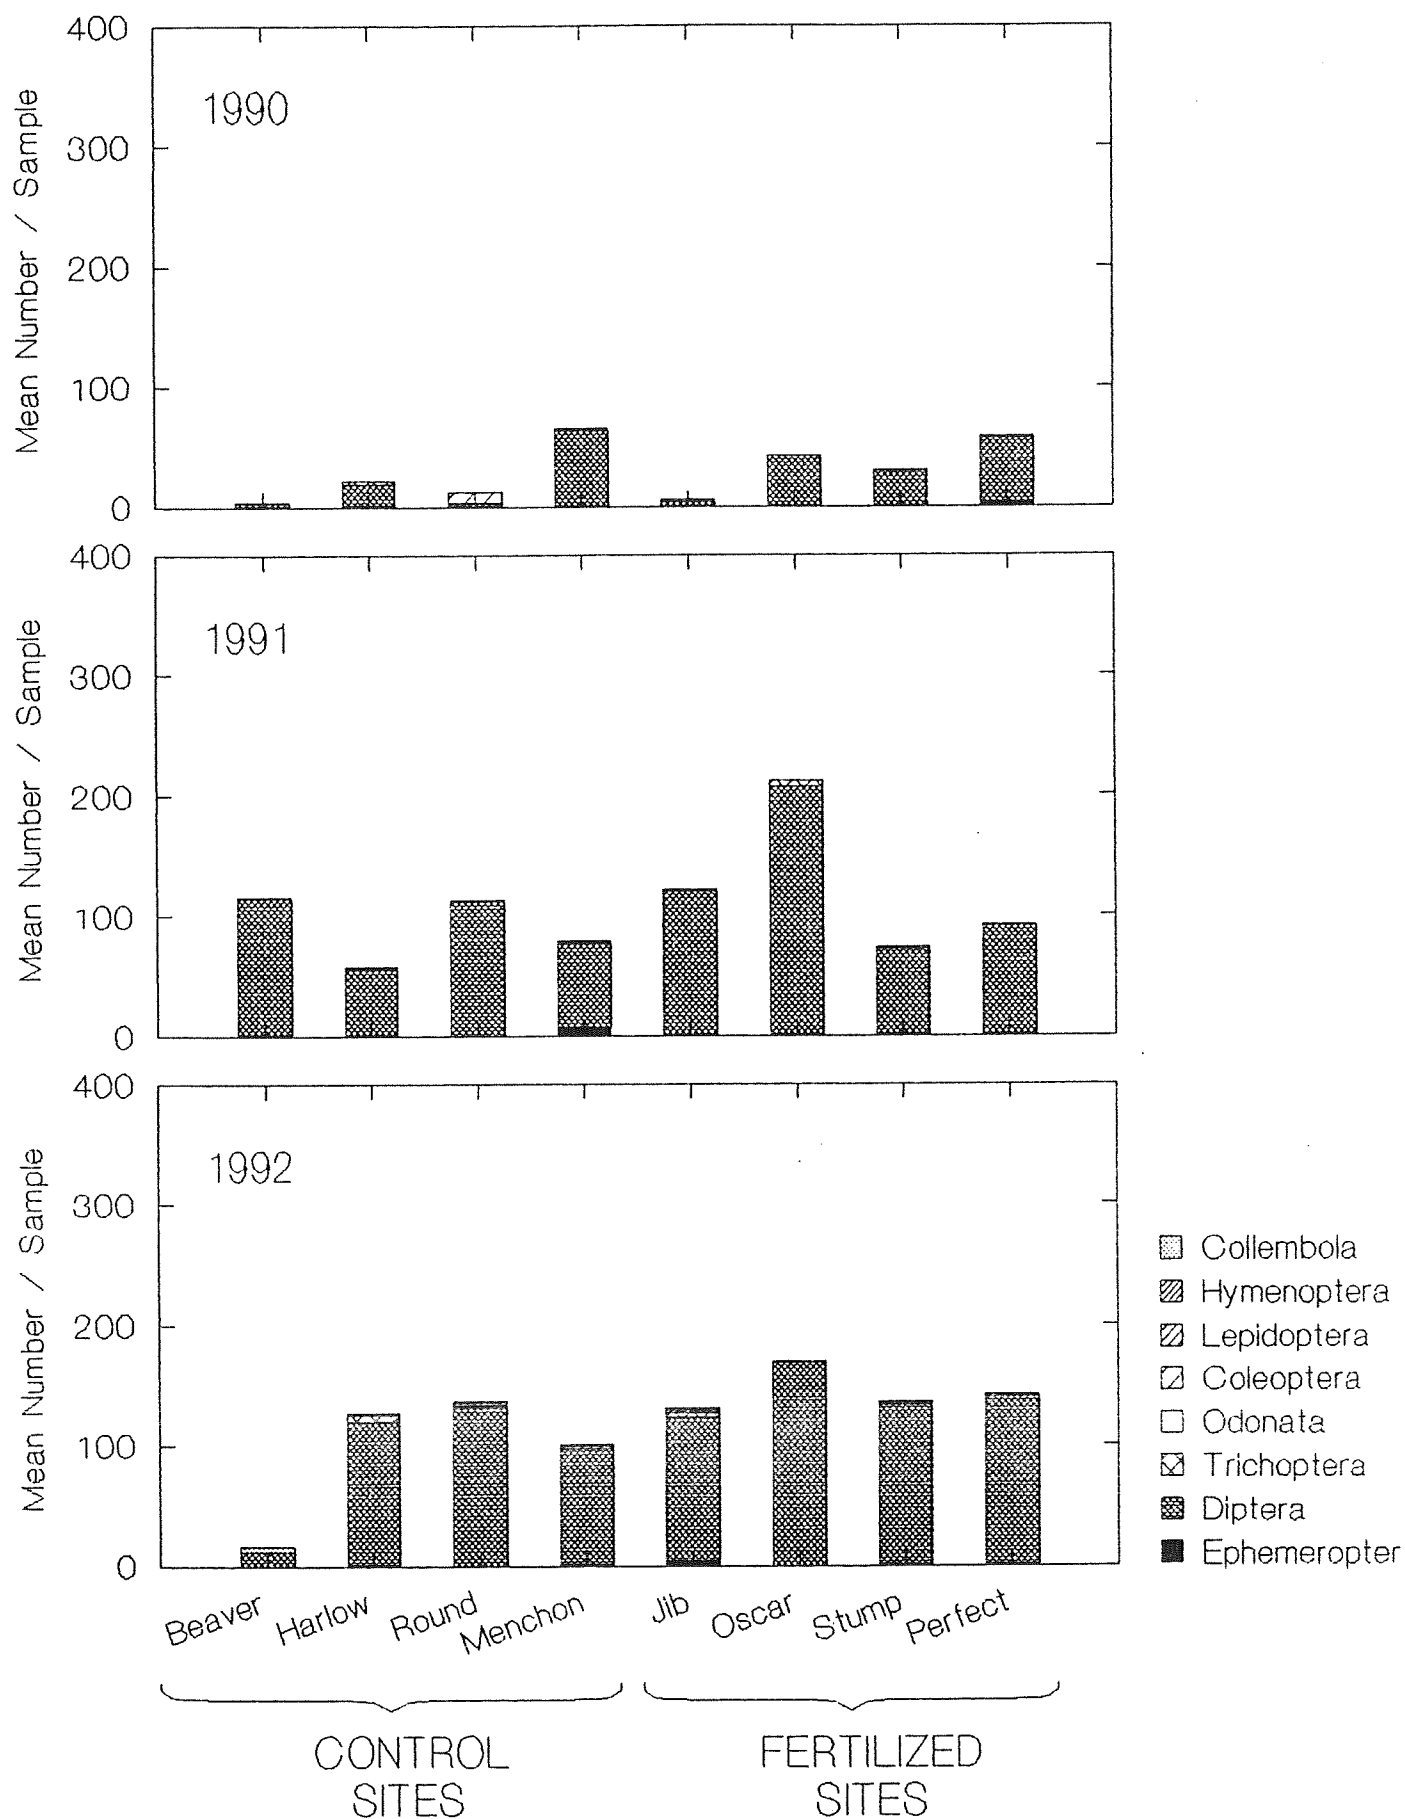 400
300
200
100
0
Mean Number / Sample
1990
400
300
200
100
0
Mean Number / Sample
1991
400
300
200
100
0
Mean Number / Sample
1992
Collembola
Hymenoptera
Lepidoptera
Coleoptera
Odonata
Trichoptera
Diptera
Ephemeropter
Beaver Harlow Round Menchon Jib Oscar Stump Perfect
CONTROL
SITES
FERTILIZED
SITES